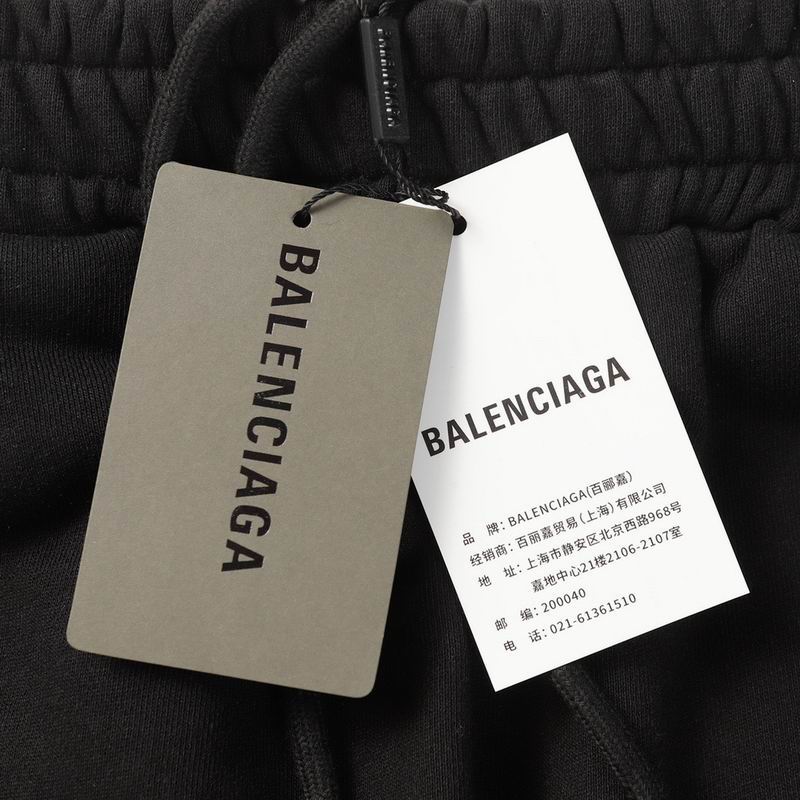 BALENCIAGA
BALENCIAGA
BALENCIAGA
品 牌：BALENCIAGA(百郦嘉)
经销商：百丽嘉贸易（上海）有限公司
地 址：上海市静安区北京西路968号
嘉地中心21楼2106-2107室
邮 编：200040
电 话：021-61361510